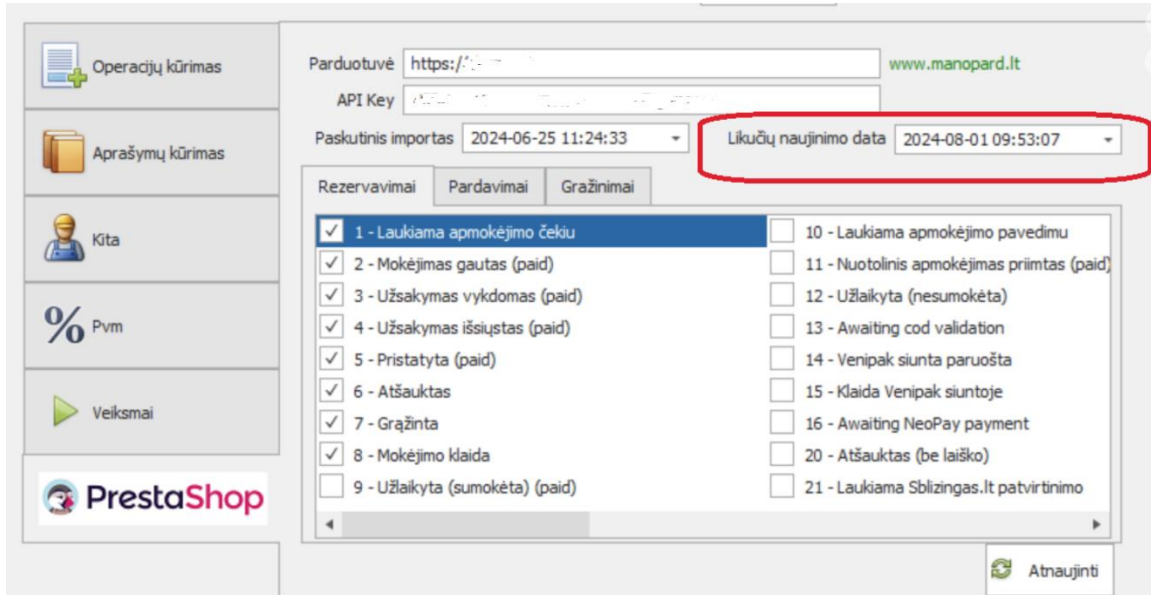 Operacijų kūrimas
Aprašymų kūrimas
Kita
% Pvm
Veiksmai
PrestaShop
Parduotuvė https:/ www.manopard.lt
API Key
Paskutinis importas 2024-06-25 11:24:33 Likučių naujinimo data 2024-08-01 09:53:07
Rezervavimai Pardavimai Gražinimai
1 - Laukiama apmokėjimo čekiu
2 - Mokėjimas gautas (paid)
3 - Užsakymas vykdomas (paid)
4 - Užsakymas išsiųstas (paid)
5 - Pristatyta (paid)
6 - Atšauktas
7 - Grąžinta
8 - Mokėjimo klaida
9 - Užlaikyta (sumokėta) (paid)
10 - Laukiama apmokėjimo pavedimu
11 - Nuotolinis apmokėjimas priimtas (paid)
12 - Užlaikyta (nesumokėta)
13 - Awaiting cod validation
14 - Venipak siunta paruošta
15 - Klaida Venipak siuntoje
16 - Awaiting NeoPay payment
20 - Atšauktas (be laiško)
21 - Laukiama Sblizingas.lt patvirtinimo
Atnaujinti